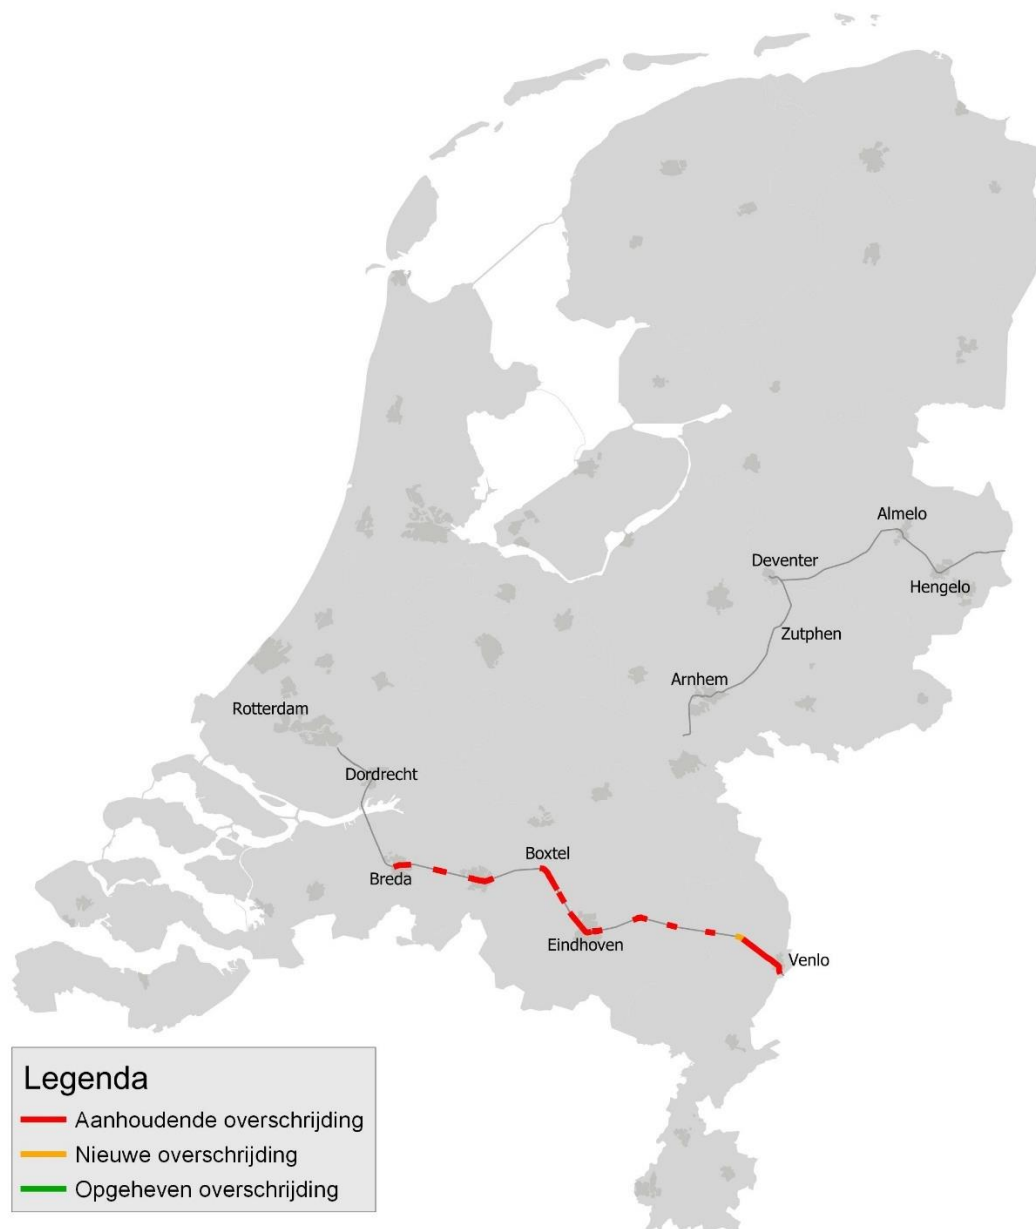 Almelo
Deventer
Hengelo
Zutphen
Arnhem
Rotterdam
Dordrecht
Boxtel
Breda
Eindhoven
Venlo
Legenda
Aanhoudende overschrijding
Nieuwe overschrijding
Opgeheven overschrijding